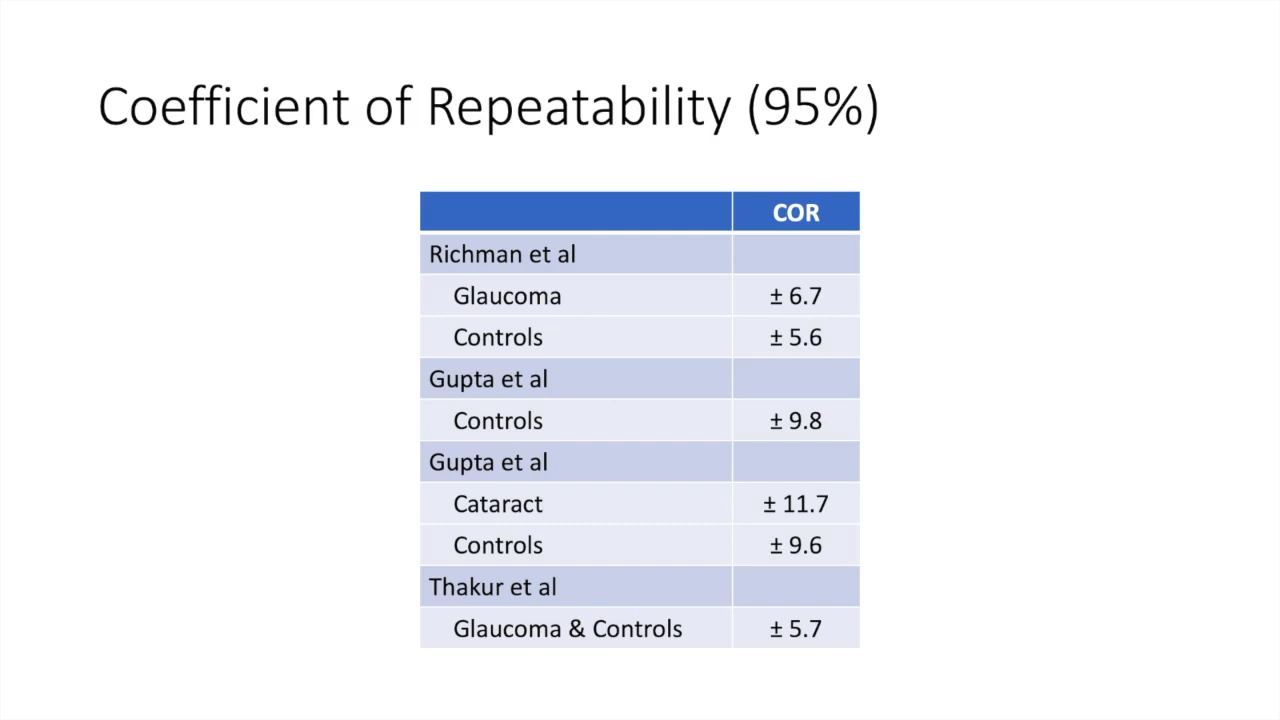 Coefficient of Repeatability (95%)
COR
Richman et al
Glaucoma ± 6.7
Controls ± 5.6
Gupta et al
Controls ± 9.8
Gupta et al
Cataract ± 11.7
Controls ± 9.6
Thakur et al
Glaucoma & Controls ± 5.7